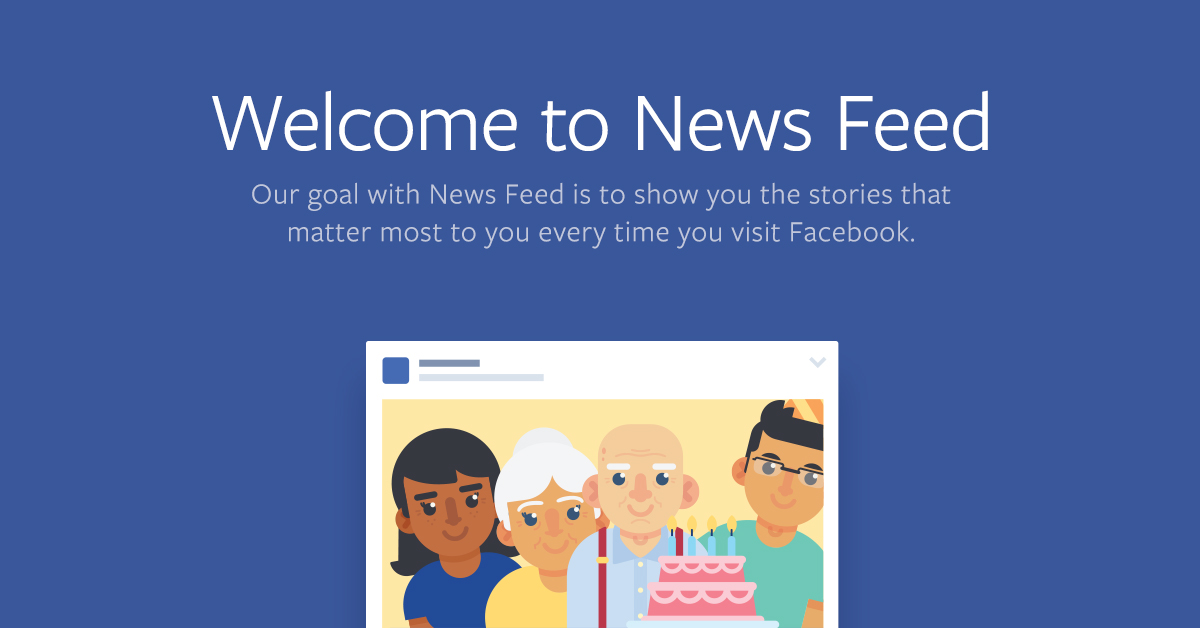 Welcome to News Feed
Our goal with News Feed is to show you the stories that
matter most to you every time you visit Facebook.